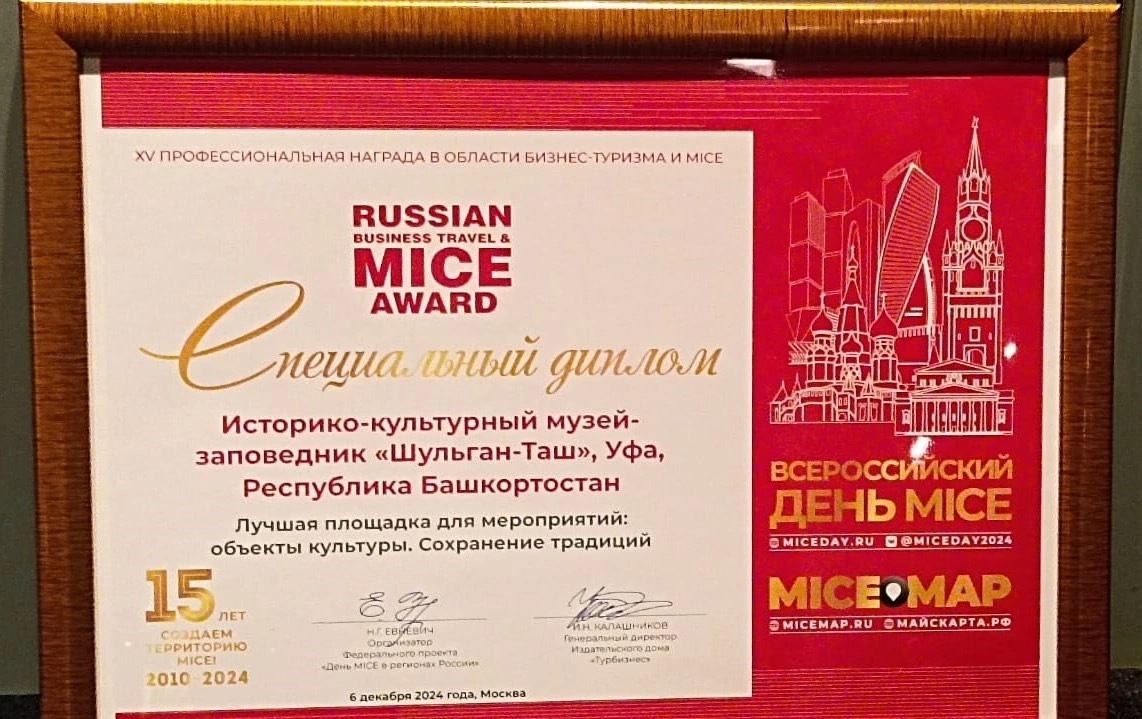 XV ПРОФЕССИОНАЛЬНАЯ НАГРАДА В ОБЛАСТИ БИЗНЕС-ТУРИЗМА И MICE
RUSSIAN
BUSINESS TRAVEL &
MICE
AWARD
Специальный диплом
Историко-культурный музей-
заповедник «Шульган-Таш», Уфа,
Республика Башкортостан
Лучшая площадка для мероприятий:
объекты культуры. Сохранение традиций
15 ЛЕТ
СОЗДАЕМ
ТЕРРИТОРИЮ
MICE!
2010-2024
Н.Г. ЕВНЕВИЧ
Организатор
Федерального проекта
«День MICE в регионах России»
И.Н. КАЛАШНИКОВ
Генеральный директор
Издательского дома
«Турбизнес»
6 декабря 2024 года, Москва
ВСЕРОССИЙСКИЙ
ДЕНЬ MICE
MICEDAY.RU @MICEDAY2024
MICE MAP
MICEMAP.RU МАЙСКАРТА.РФ